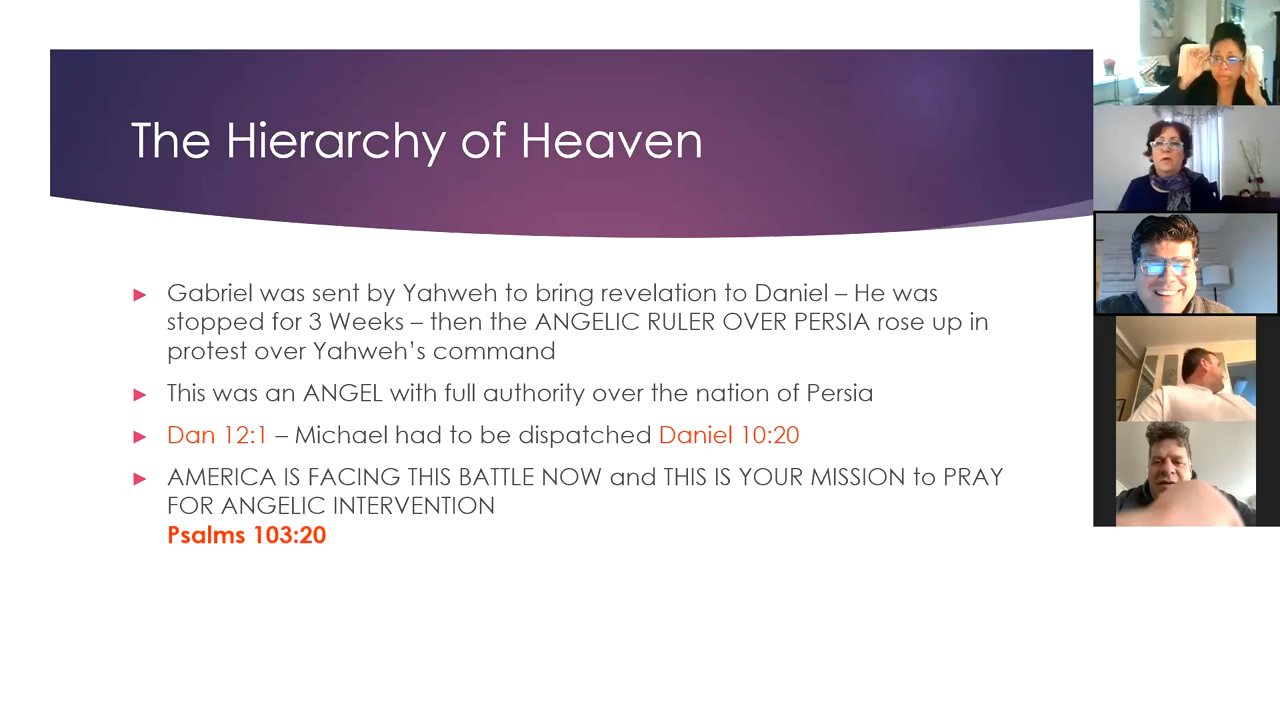 The Hierarchy of Heaven
Gabriel was sent by Yahweh to bring revelation to Daniel – He was
stopped for 3 Weeks – then the ANGELIC RULER OVER PERSIA rose up in
protest over Yahweh's command
This was an ANGEL with full authority over the nation of Persia
Dan 12:1 – Michael had to be dispatched Daniel 10:20
AMERICA IS FACING THIS BATTLE NOW and THIS IS YOUR MISSION to PRAY
FOR ANGELIC INTERVENTION
Psalms 103:20